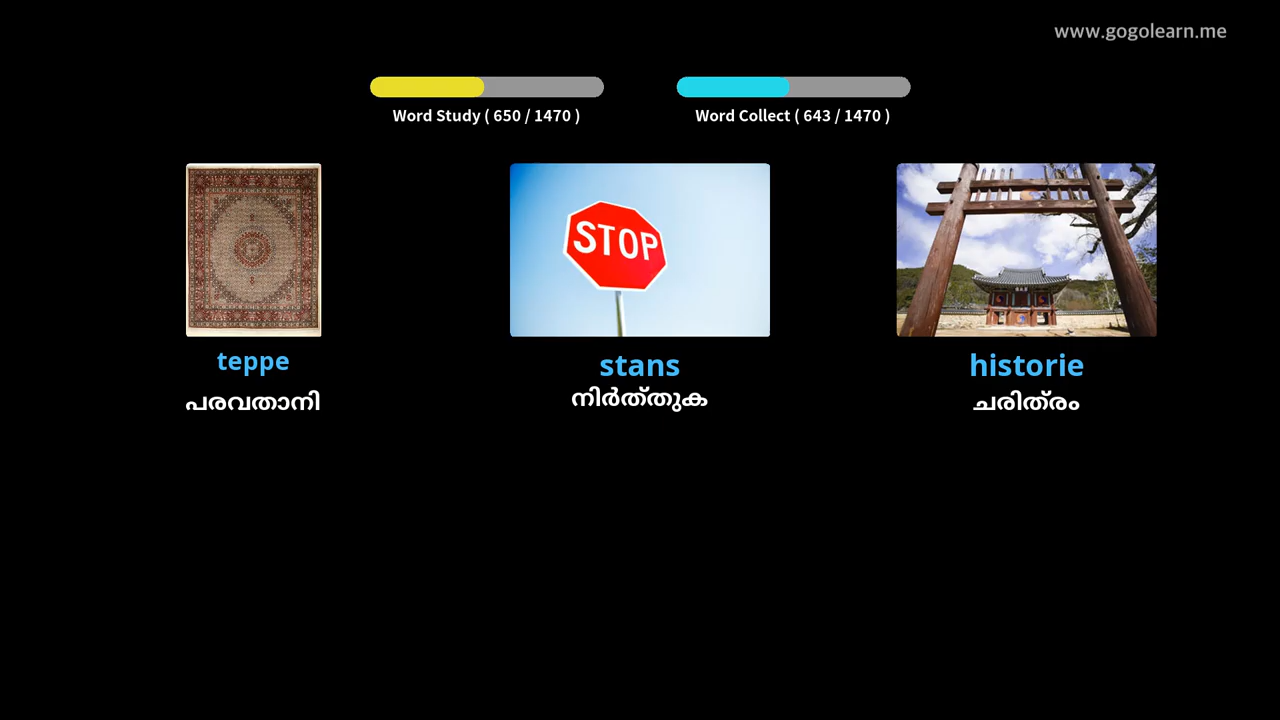 www.gogolearn.me
Word Study ( 650 / 1470 )
Word Collect ( 643 / 1470 )
STOP
teppe
stans
historie
പരവതാനി
നിർത്തുക
ചരിത്രം